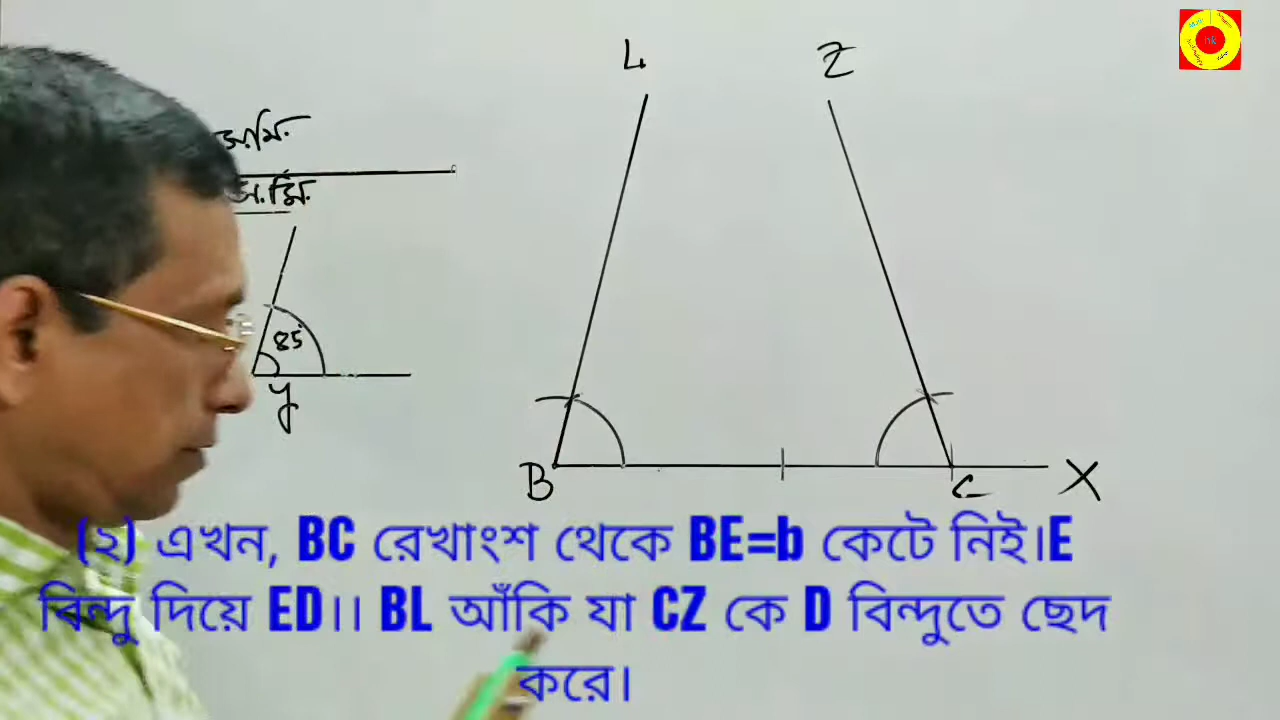 L
Z
সে.মি.
সে.মি.
85°
y
B
C
X
(২) এখন, BC রেখাংশ থেকে BE=b কেটে নিই।E
বিন্দু দিয়ে ED।। BL আঁকি যা CZ কে D বিন্দুতে ছেদ
করে।